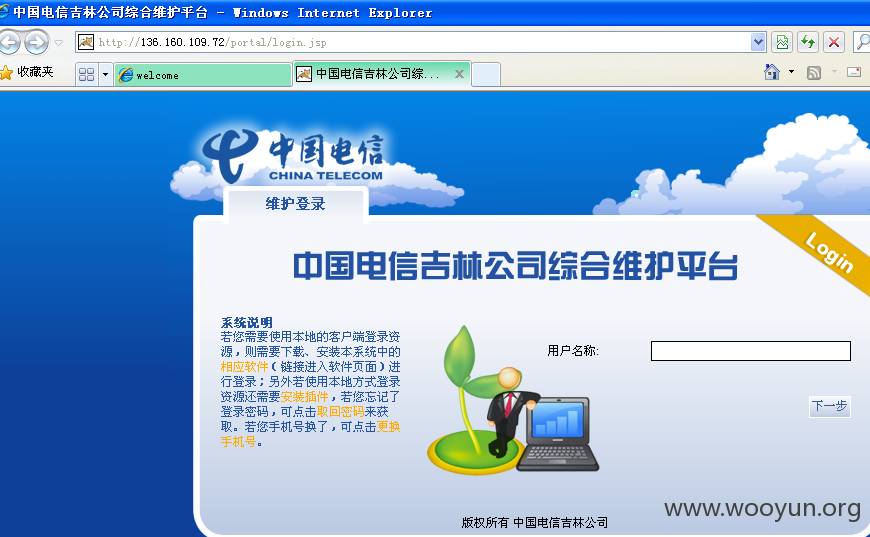 中国电信吉林公司综合维护平台 - Windows Internet Explorer
http://136.160.109.72/portal/login.jsp
收藏夹
welcome
中国电信吉林公司综...
中国电信
CHINA TELECOM
维护登录
Login
中国电信吉林公司综合维护平台
系统说明
若您需要使用本地的客户端登录资
源，则需要下载、安装本系统中的
相应软件（链接进入软件页面）进
行登录；另外若使用本地方式登录
资源还需要安装插件，若您忘记了
登录密码，可点击取回密码来获
取。若您手机号换了，可点击更换
手机号。
用户名称:
下一步
www.wooyun.org
版权所有 中国电信吉林公司